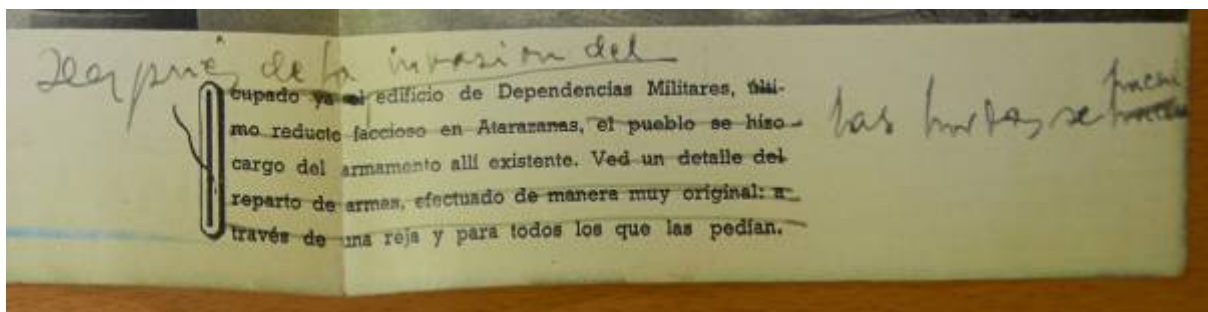 Después de la invasión del
Ocupado ya el edificio de Dependencias Militares, últi-
mo reducto faccioso en Atarazanas, el pueblo se hizo
cargo del armamento allí existente. Ved un detalle del
reparto de armas, efectuado de manera muy original: a
través de una reja y para todos los que las pedían.
las hordas se